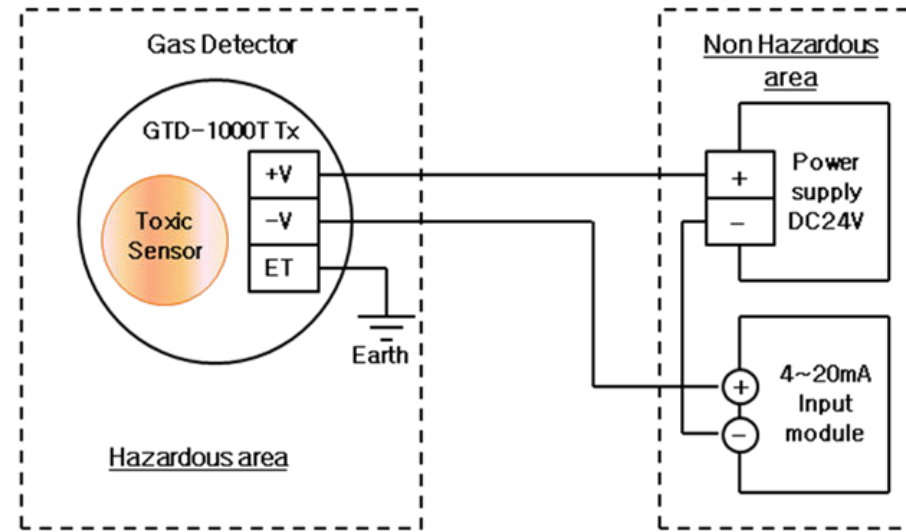 Gas Detector
GTD-1000T Tx
Toxic
Sensor
+V
-V
ET
Earth
Hazardous area
Non Hazardous
area
+
-
Power
supply
DC24V
+
-
4~20mA
Input
module